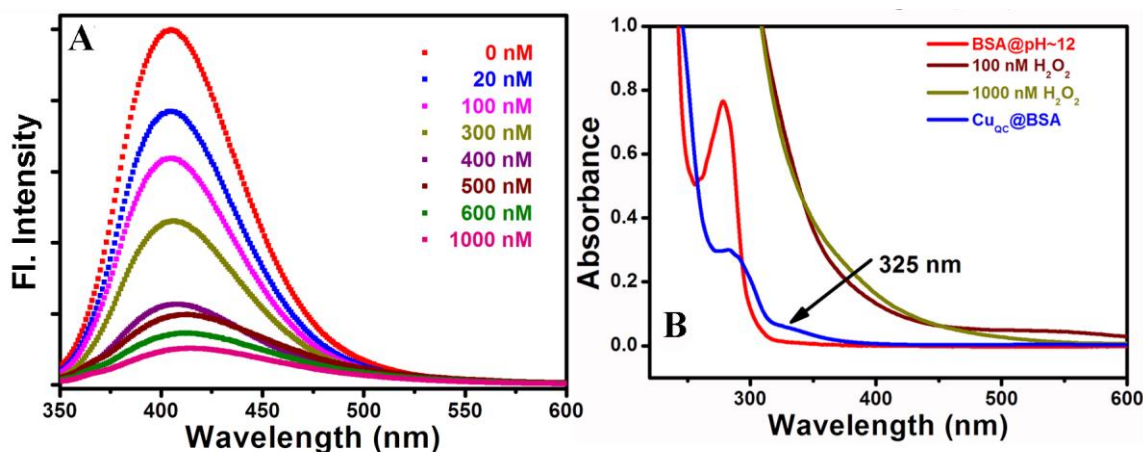 A
0 nM
20 nM
100 nM
300 nM
400 nM
500 nM
600 nM
1000 nM
Fl. Intensity
350 400 450 500 550 600
Wavelength (nm)
1.0
0.8
0.6
0.4
0.2
0.0
Absorbance
BSA@pH~12
100 nM H₂O₂
1000 nM H₂O₂
Cu_QC@BSA
325 nm
B
300 400 500 600
Wavelength (nm)